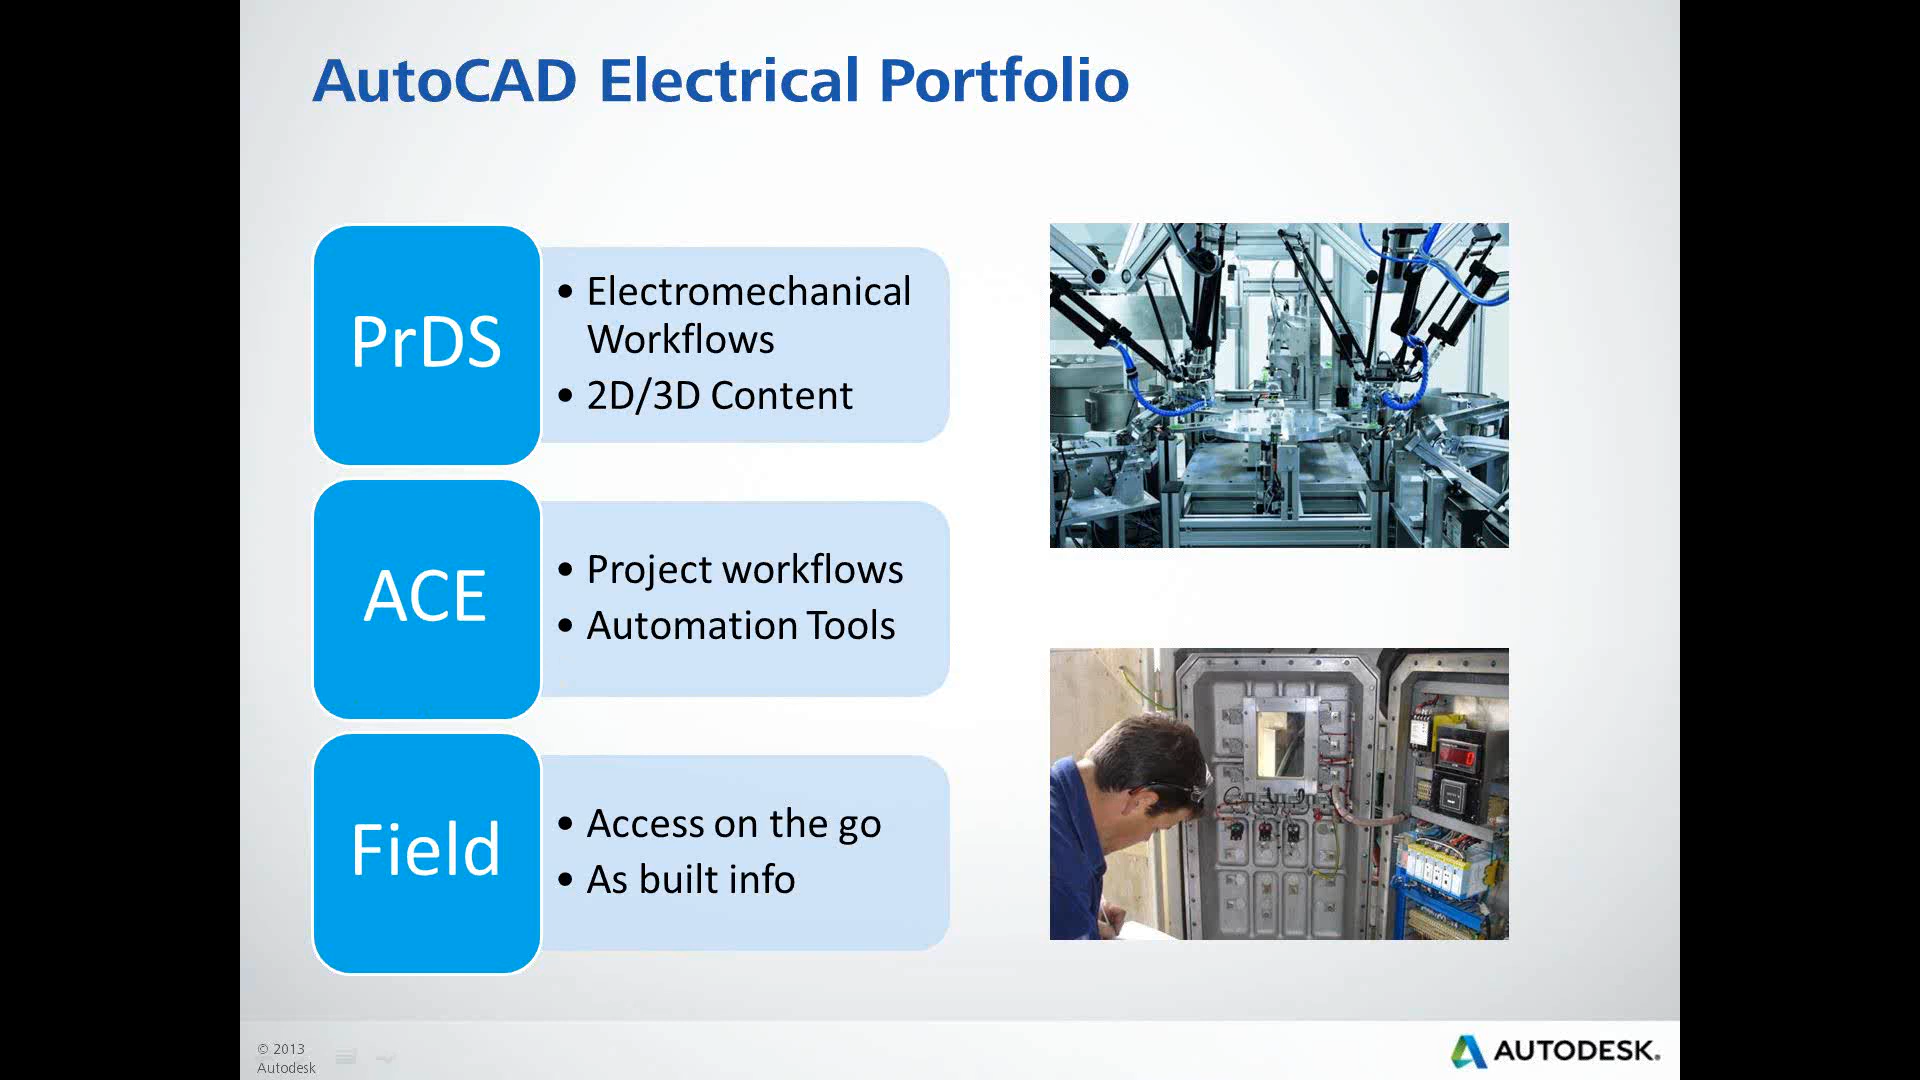 AutoCAD Electrical Portfolio
PrDS
• Electromechanical
Workflows
• 2D/3D Content
ACE
• Project workflows
• Automation Tools
Field
• Access on the go
• As built info
© 2013
Autodesk
AUTODESK.